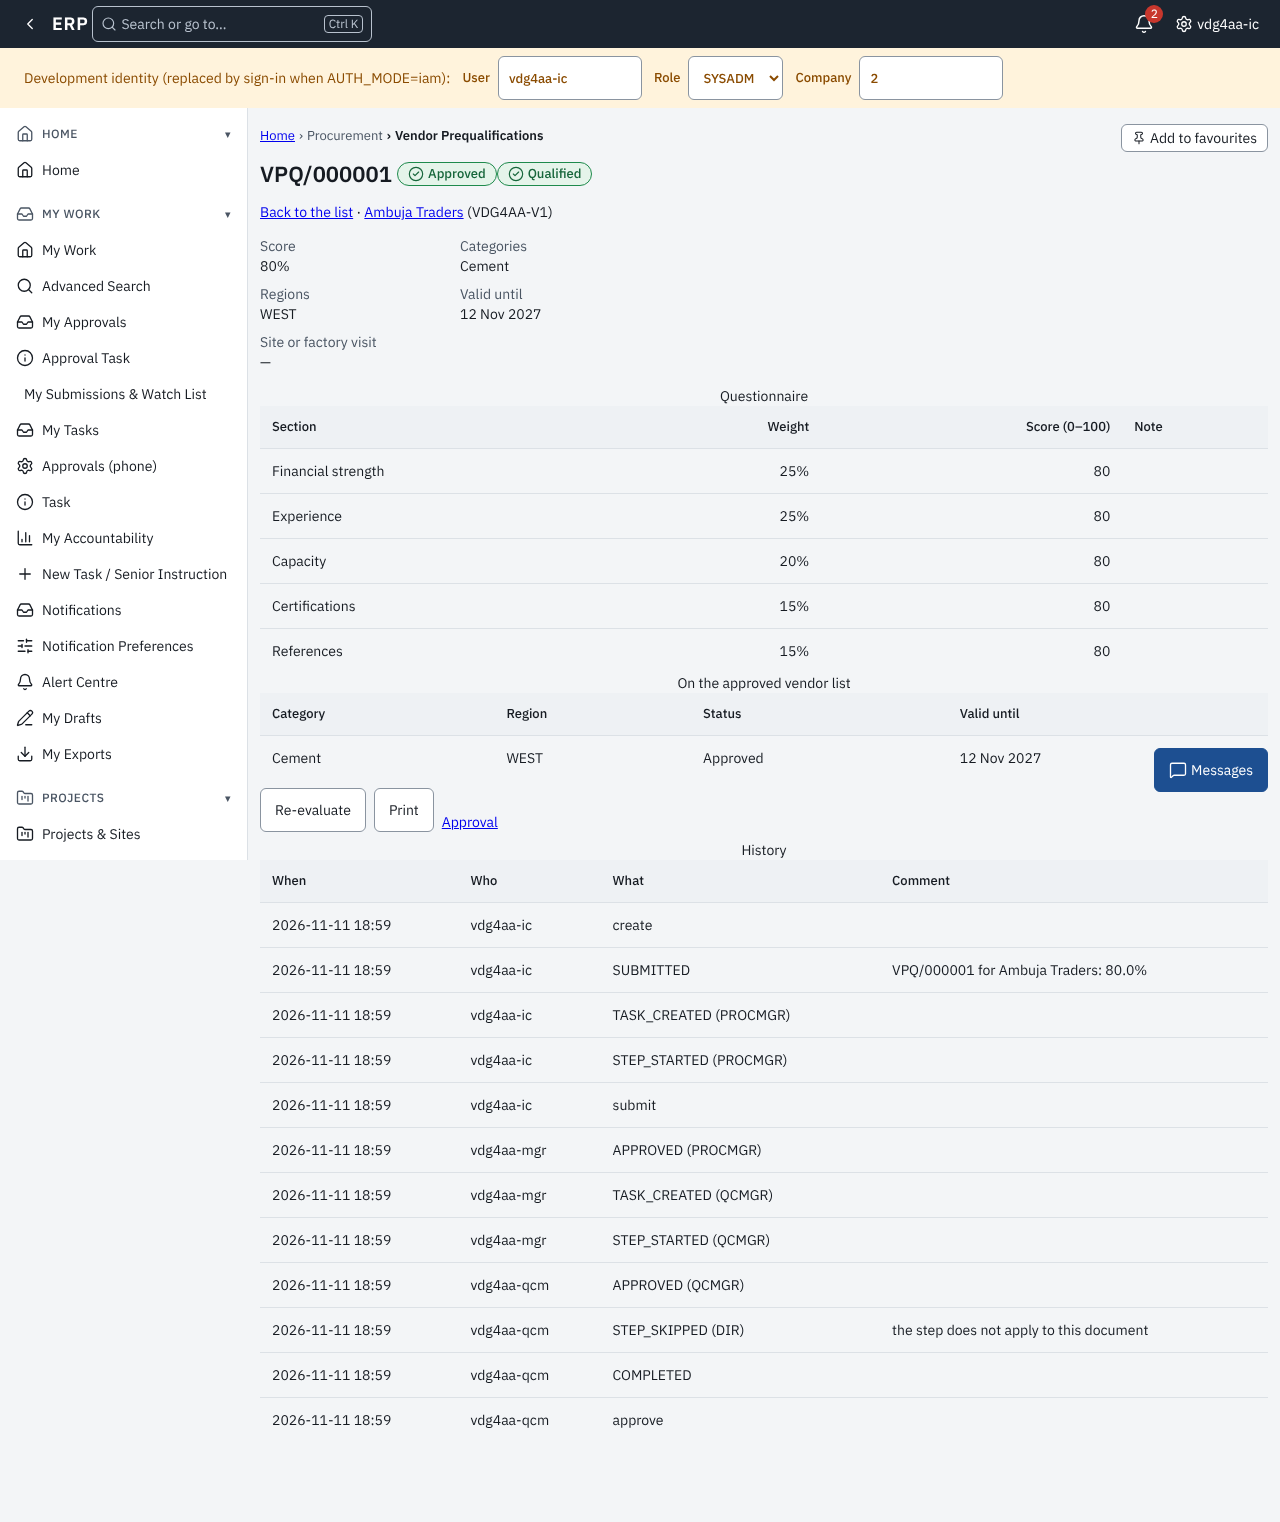 ERP
Search or go to...
Ctrl K
2
vdg4aa-ic
Development identity (replaced by sign-in when AUTH_MODE=iam):
User
vdg4aa-ic
Role
SYSADM
Company
2
HOME
Home
MY WORK
My Work
Advanced Search
My Approvals
Approval Task
My Submissions & Watch List
My Tasks
Approvals (phone)
Task
My Accountability
New Task / Senior Instruction
Notifications
Notification Preferences
Alert Centre
My Drafts
My Exports
PROJECTS
Projects & Sites
Home › Procurement › Vendor Prequalifications
Add to favourites
VPQ/000001 Approved Qualified
Back to the list · Ambuja Traders (VDG4AA-V1)
Score Categories
80% Cement
Regions Valid until
WEST 12 Nov 2027
Site or factory visit
—
Questionnaire
Section Weight Score (0–100) Note
Financial strength 25% 80
Experience 25% 80
Capacity 20% 80
Certifications 15% 80
References 15% 80
On the approved vendor list
Category Region Status Valid until
Cement WEST Approved 12 Nov 2027
Messages
Re-evaluate Print Approval
History
When Who What Comment
2026-11-11 18:59 vdg4aa-ic create
2026-11-11 18:59 vdg4aa-ic SUBMITTED VPQ/000001 for Ambuja Traders: 80.0%
2026-11-11 18:59 vdg4aa-ic TASK_CREATED (PROCMGR)
2026-11-11 18:59 vdg4aa-ic STEP_STARTED (PROCMGR)
2026-11-11 18:59 vdg4aa-ic submit
2026-11-11 18:59 vdg4aa-mgr APPROVED (PROCMGR)
2026-11-11 18:59 vdg4aa-mgr TASK_CREATED (QCMGR)
2026-11-11 18:59 vdg4aa-mgr STEP_STARTED (QCMGR)
2026-11-11 18:59 vdg4aa-qcm APPROVED (QCMGR)
2026-11-11 18:59 vdg4aa-qcm STEP_SKIPPED (DIR) the step does not apply to this document
2026-11-11 18:59 vdg4aa-qcm COMPLETED
2026-11-11 18:59 vdg4aa-qcm approve